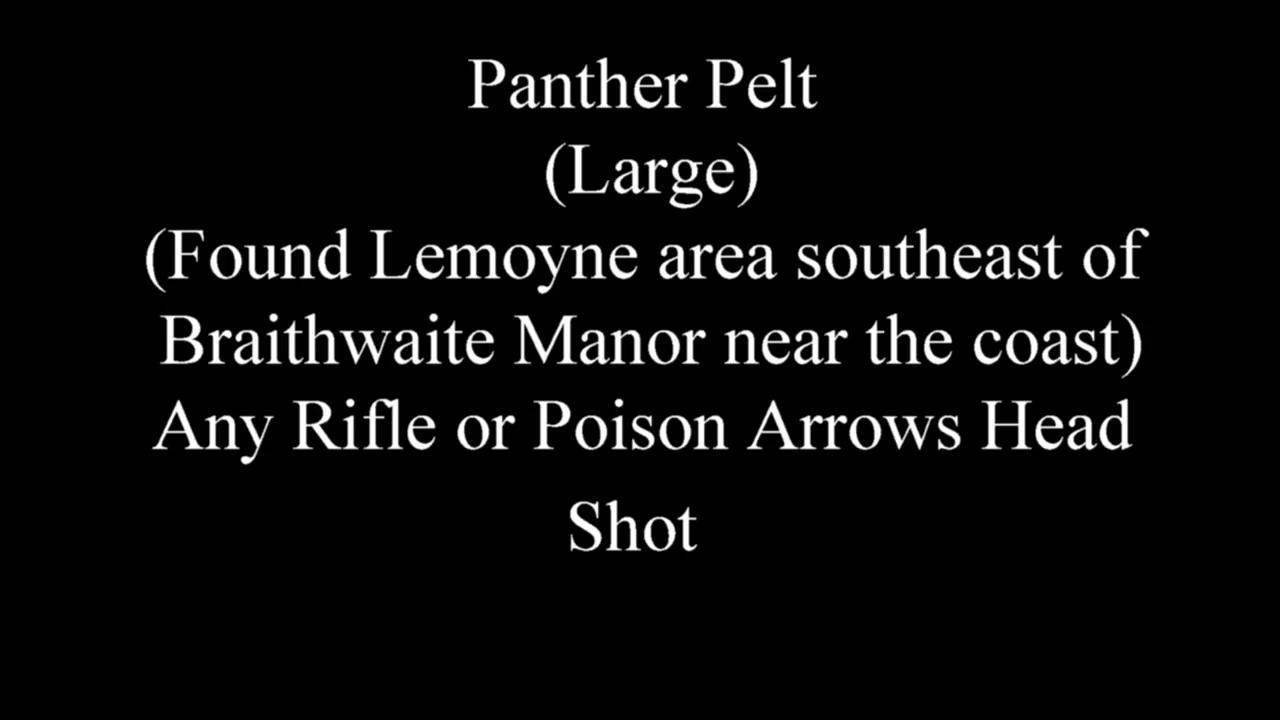 Panther Pelt
(Large)
(Found Lemoyne area southeast of
Braithwaite Manor near the coast)
Any Rifle or Poison Arrows Head
Shot